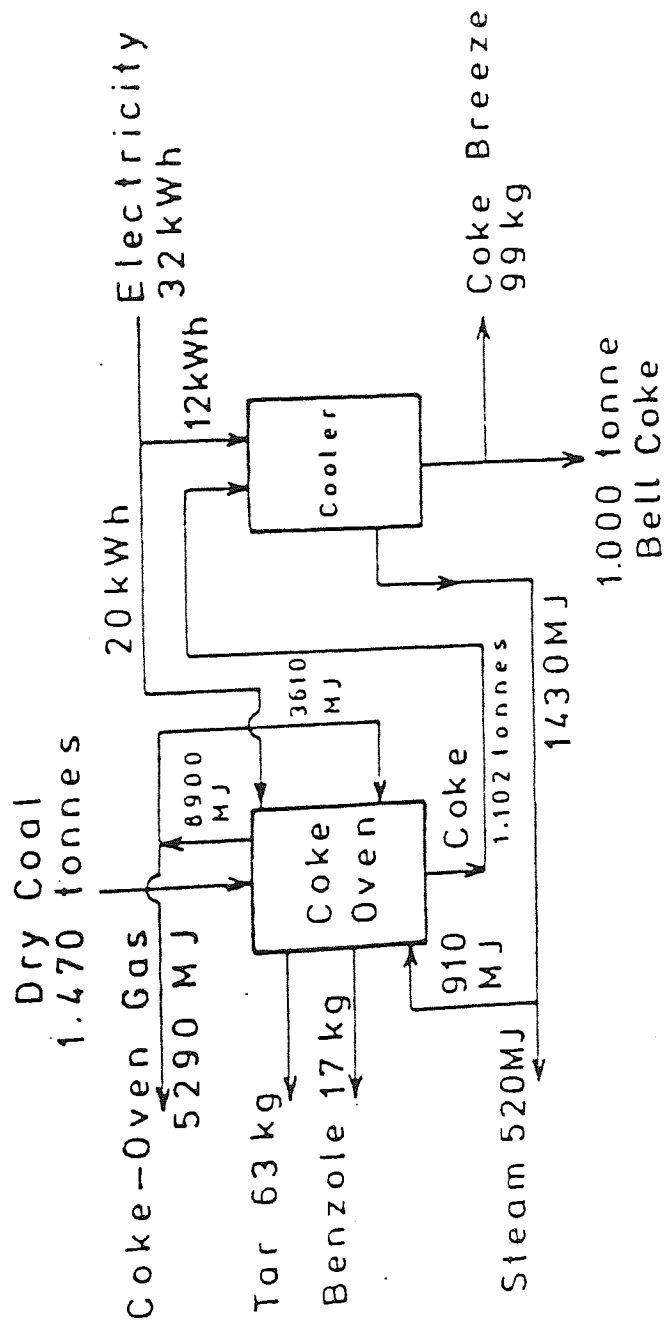 Dry Coal
1.470 tonnes
Coke-Oven Gas
5290 MJ
8900
MJ
3610
MJ
20 kWh
Electricity
32 kWh
12kWh
Tar 63 kg
Benzole 17 kg
Coke
Oven
Cooler
910
MJ
Coke
1.102 tonnes
Steam 520MJ
1430MJ
Coke Breeze
99 kg
1.000 tonne
Bell Coke